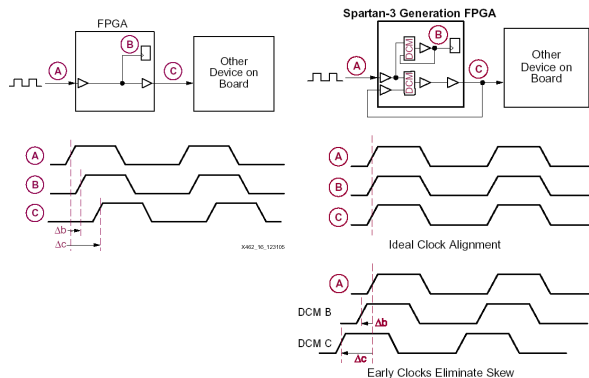 FPGA
B
A
C
Other
Device on
Board
A
B
C
Δb
Δc
X462_16_123105
Spartan-3 Generation FPGA
DCM
B
A
DCM
C
Other
Device on
Board
A
B
C
Ideal Clock Alignment
A
DCM B
Δb
DCM C
Δc
Early Clocks Eliminate Skew